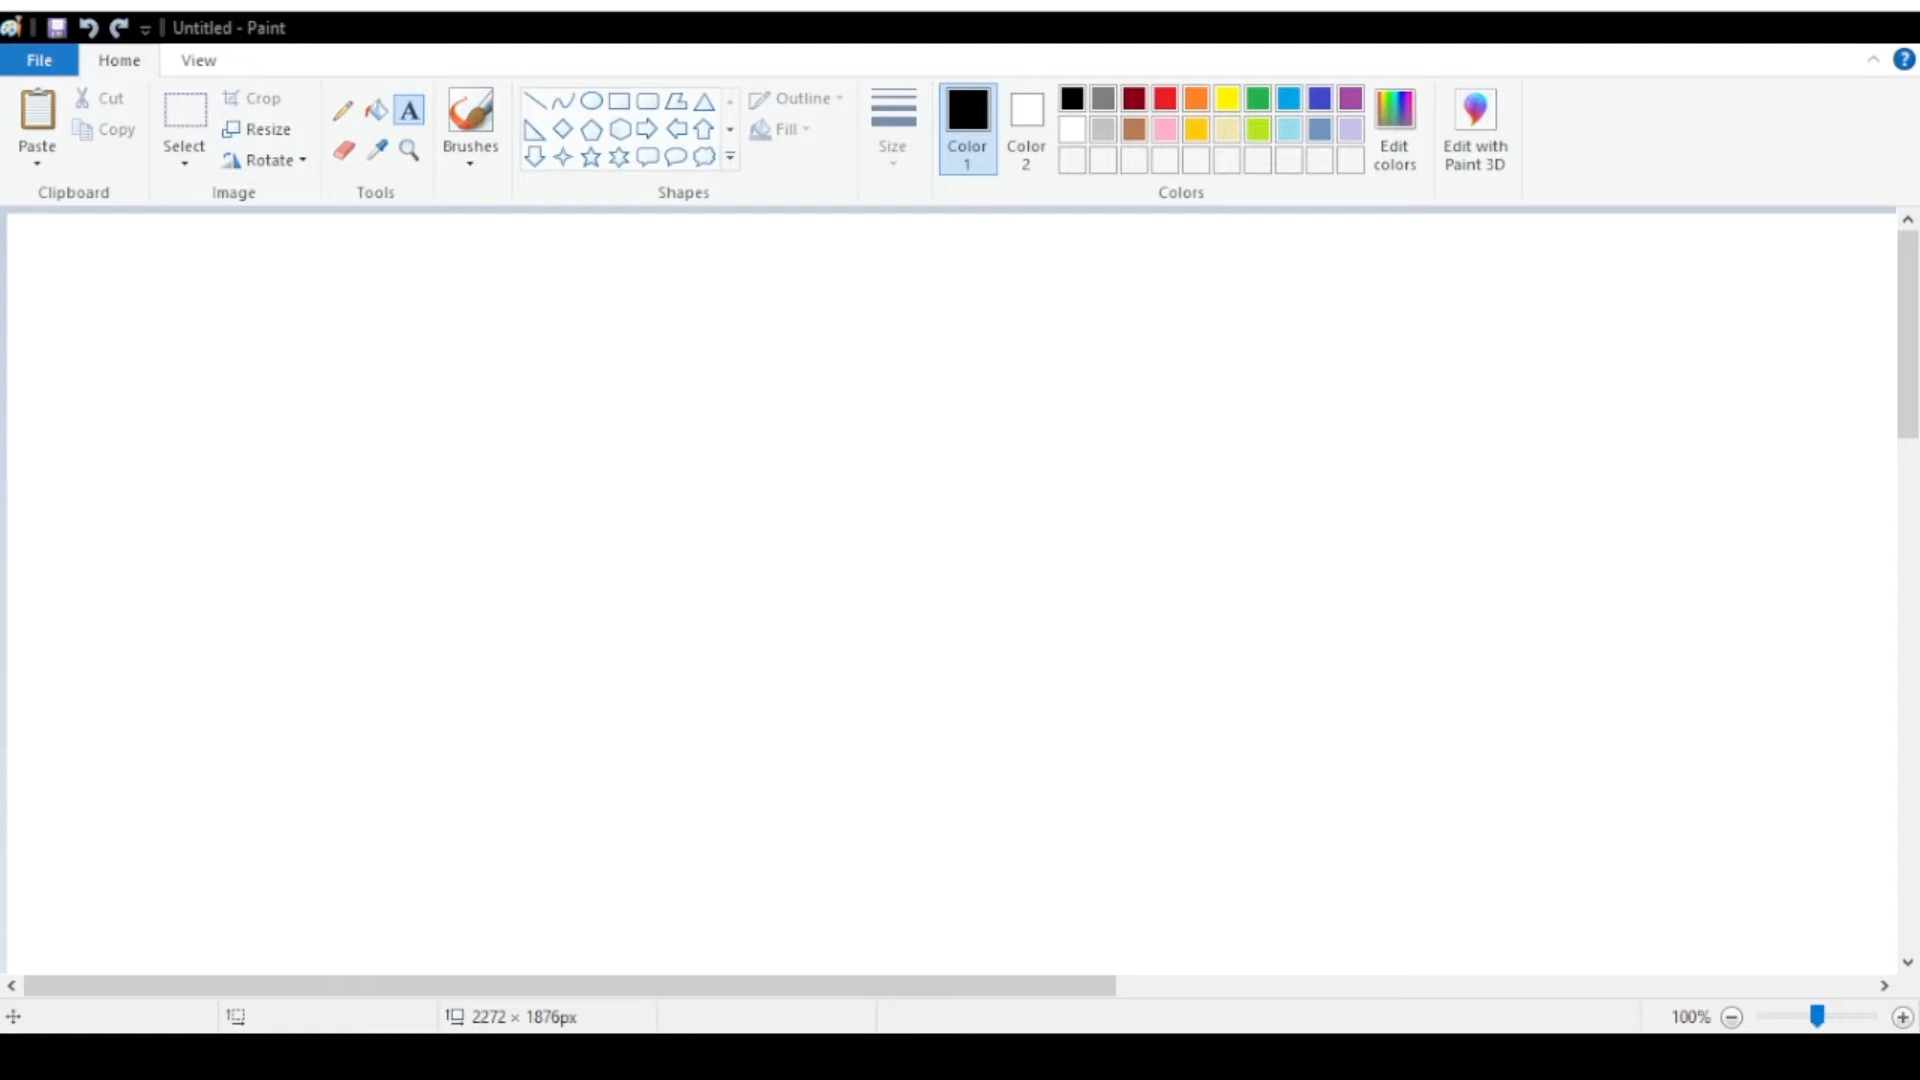 Untitled - Paint
File Home View
Paste
Cut
Copy
Clipboard
Select
Crop
Resize
Rotate
Image
A
Tools
Brushes
Shapes
Outline
Fill
Size
Color
1
Color
2
Colors
Edit
colors
Edit with
Paint 3D
?
2272 × 1876px
100%